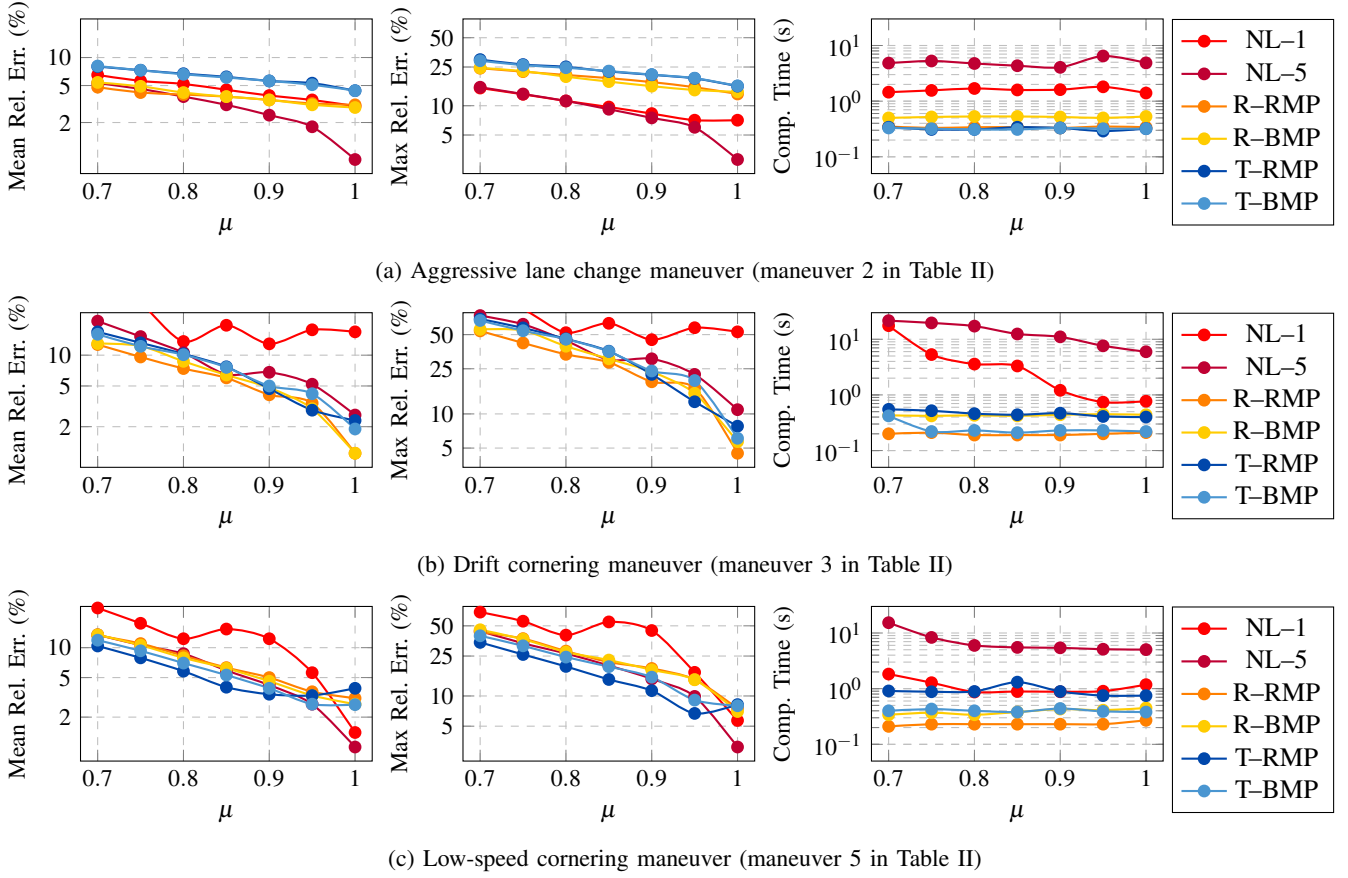 Mean Rel. Err. (%)
10
5
2
0.7 0.8 0.9 1
μ
Max Rel. Err. (%)
50
25
10
5
0.7 0.8 0.9 1
μ
Comp. Time (s)
10^1
10^0
10^−1
0.7 0.8 0.9 1
μ
NL–1
NL–5
R–RMP
R–BMP
T–RMP
T–BMP
(a) Aggressive lane change maneuver (maneuver 2 in Table II)
Mean Rel. Err. (%)
10
5
2
0.7 0.8 0.9 1
μ
Max Rel. Err. (%)
50
25
10
5
0.7 0.8 0.9 1
μ
Comp. Time (s)
10^1
10^0
10^−1
0.7 0.8 0.9 1
μ
NL–1
NL–5
R–RMP
R–BMP
T–RMP
T–BMP
(b) Drift cornering maneuver (maneuver 3 in Table II)
Mean Rel. Err. (%)
10
5
2
0.7 0.8 0.9 1
μ
Max Rel. Err. (%)
50
25
10
5
0.7 0.8 0.9 1
μ
Comp. Time (s)
10^1
10^0
10^−1
0.7 0.8 0.9 1
μ
NL–1
NL–5
R–RMP
R–BMP
T–RMP
T–BMP
(c) Low-speed cornering maneuver (maneuver 5 in Table II)